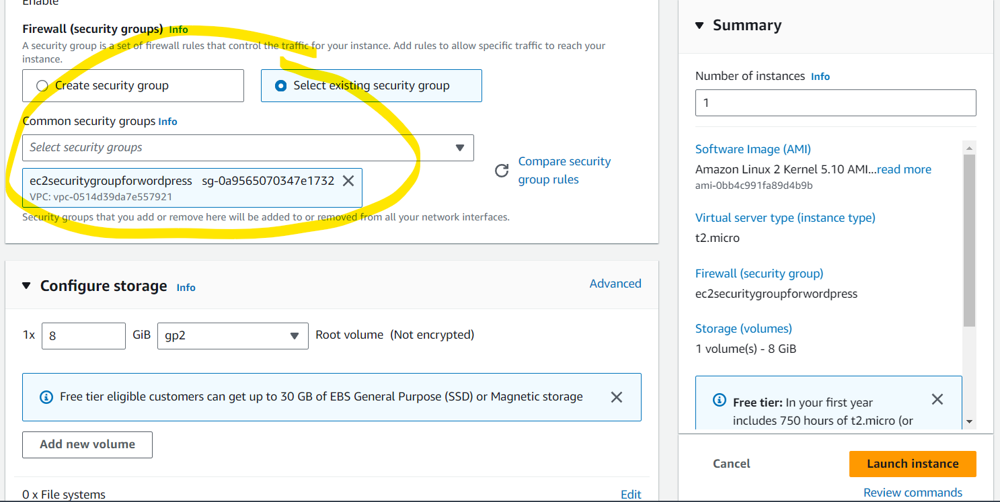 Enable
Firewall (security groups) Info
A security group is a set of firewall rules that control the traffic for your instance. Add rules to allow specific traffic to reach your
instance.
Create security group
Select existing security group
Common security groups Info
Select security groups
ec2securitygroupforwordpress sg-0a9565070347e1732
VPC: vpc-0514d39da7e557921
Compare security
group rules
Security groups that you add or remove here will be added to or removed from all your network interfaces.
Configure storage Info
Advanced
1x 8 GiB gp2 Root volume (Not encrypted)
Free tier eligible customers can get up to 30 GB of EBS General Purpose (SSD) or Magnetic storage
Add new volume
0 x File systems
Edit
Summary
Number of instances Info
1
Software Image (AMI)
Amazon Linux 2 Kernel 5.10 AMI...read more
ami-0bb4c991fa89d4b9b
Virtual server type (instance type)
t2.micro
Firewall (security group)
ec2securitygroupforwordpress
Storage (volumes)
1 volume(s) - 8 GiB
Free tier: In your first year
includes 750 hours of t2.micro (or
Cancel
Launch instance
Review commands